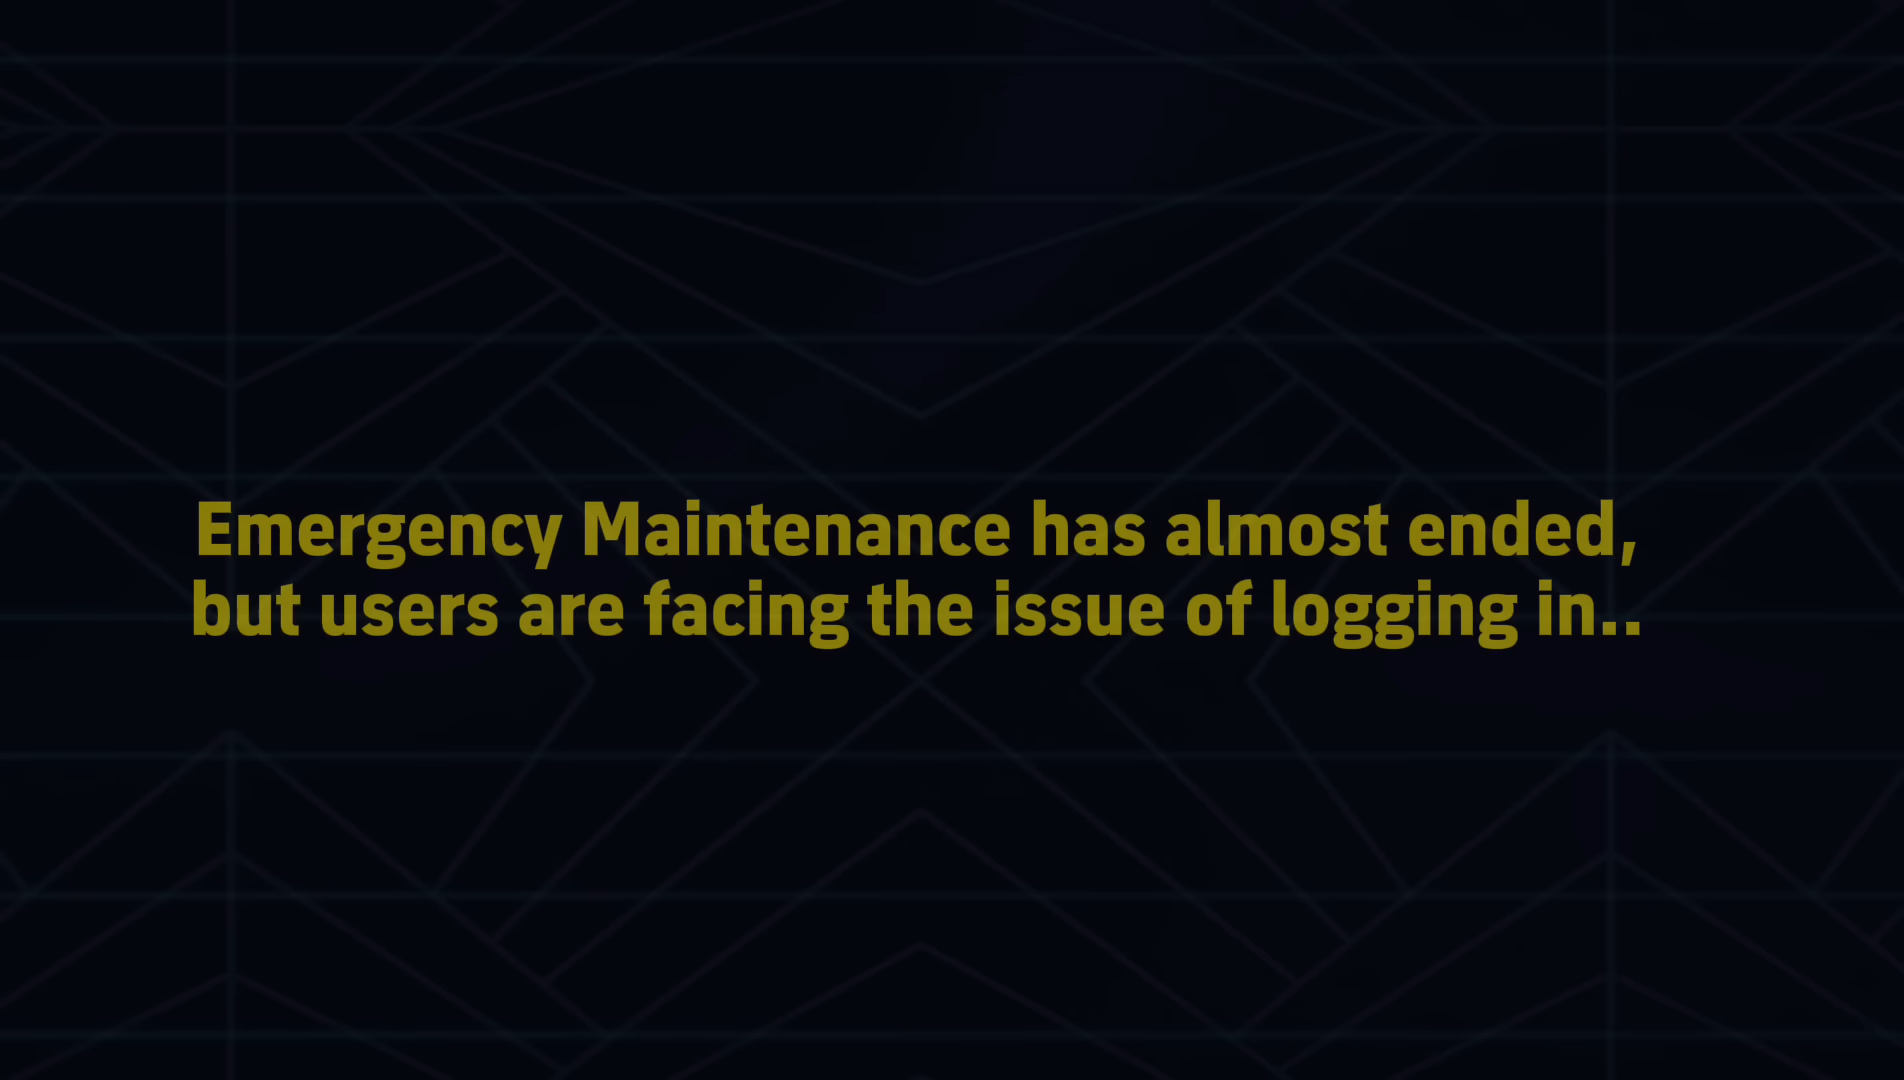 Emergency Maintenance has almost ended,
but users are facing the issue of logging in..